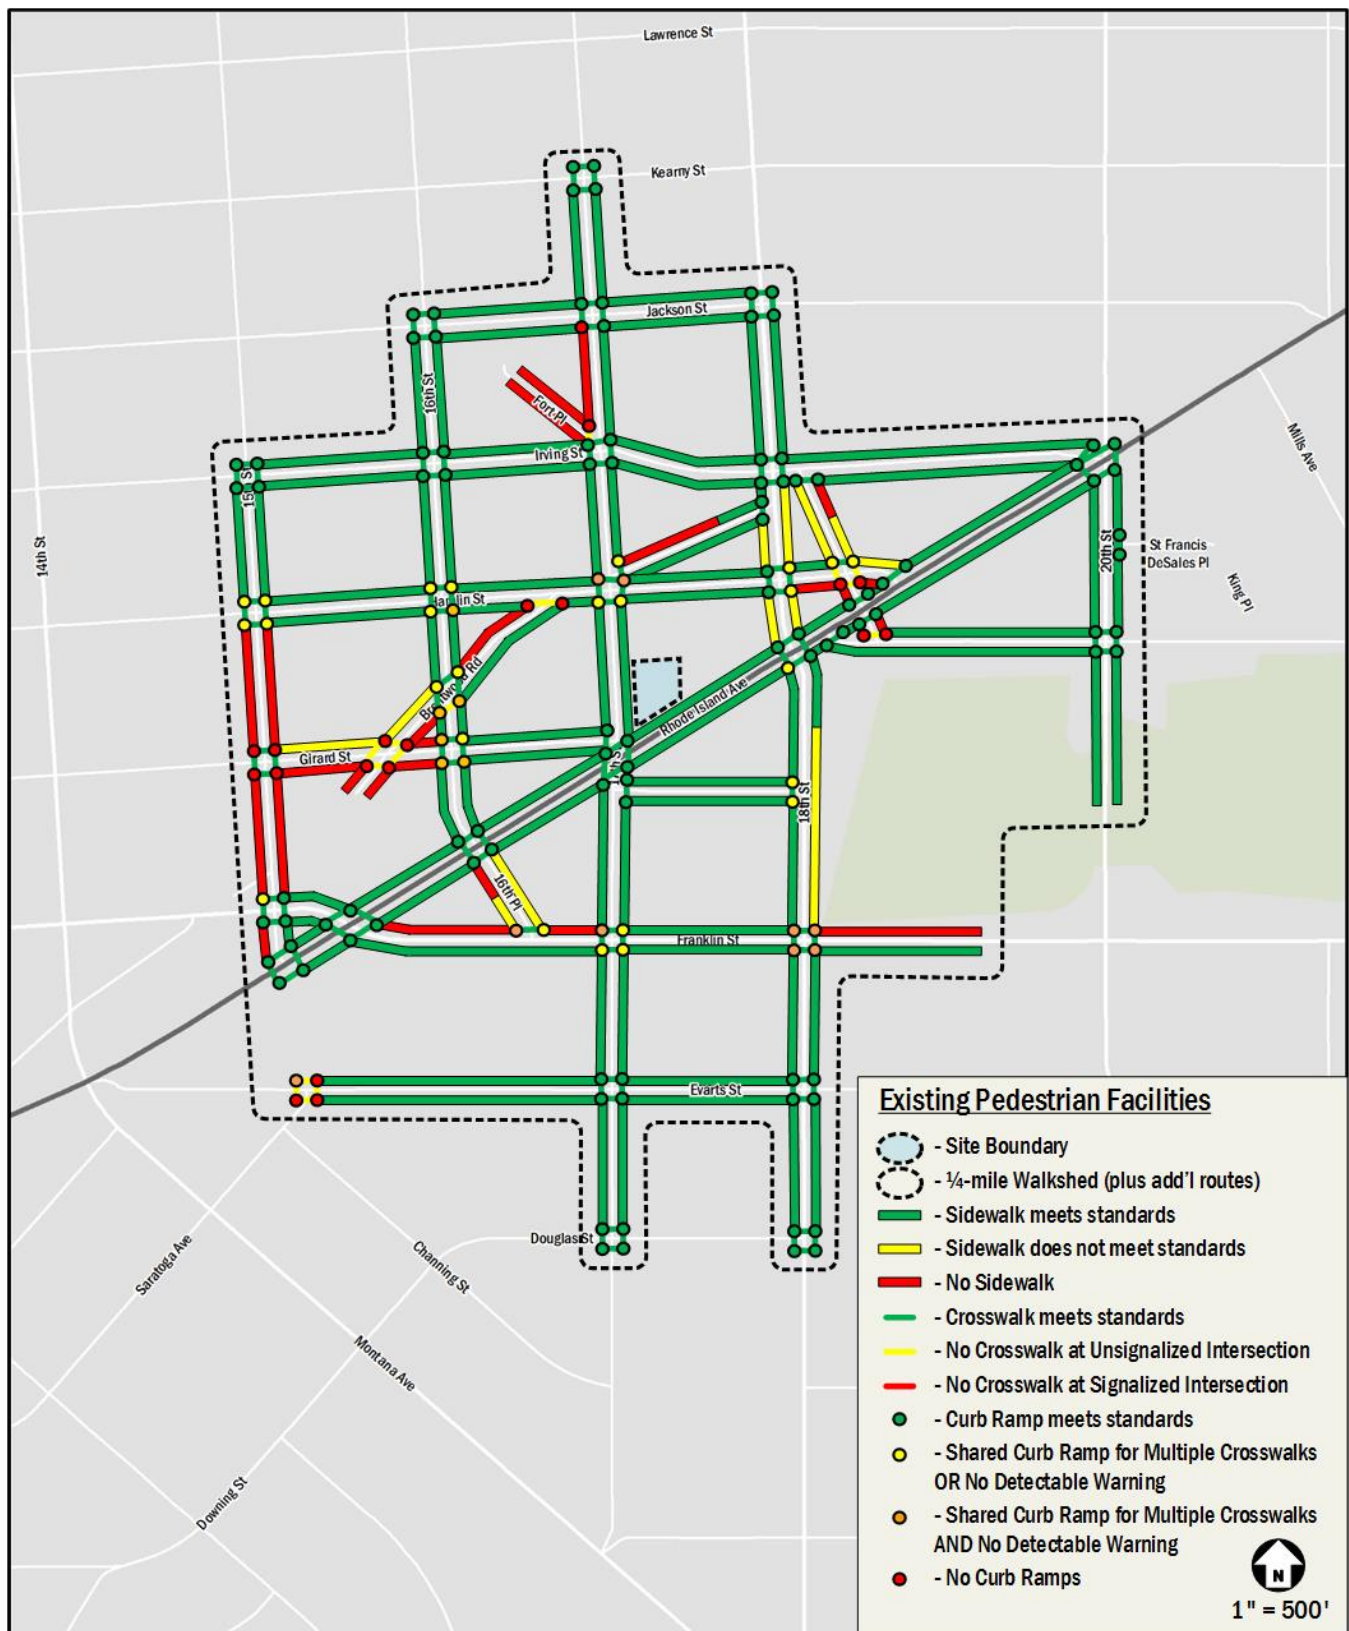 Lawrence St
Kearny St
Jackson St
16th St
Fort Pl
Irving St
15th St
Mills Ave
14th St
20th St
St Francis
DeSales Pl
King Pl
Hamlin St
Brentwood Rd
Rhode Island Ave
Girard St
17th St
18th St
16th Pl
Franklin St
Evarts St
Douglas St
Saratoga Ave
Channing St
Montana Ave
Downing St
Existing Pedestrian Facilities
- Site Boundary
- ¼-mile Walkshed (plus add'l routes)
- Sidewalk meets standards
- Sidewalk does not meet standards
- No Sidewalk
- Crosswalk meets standards
- No Crosswalk at Unsignalized Intersection
- No Crosswalk at Signalized Intersection
- Curb Ramp meets standards
- Shared Curb Ramp for Multiple Crosswalks
OR No Detectable Warning
- Shared Curb Ramp for Multiple Crosswalks
AND No Detectable Warning
- No Curb Ramps
N
1" = 500'